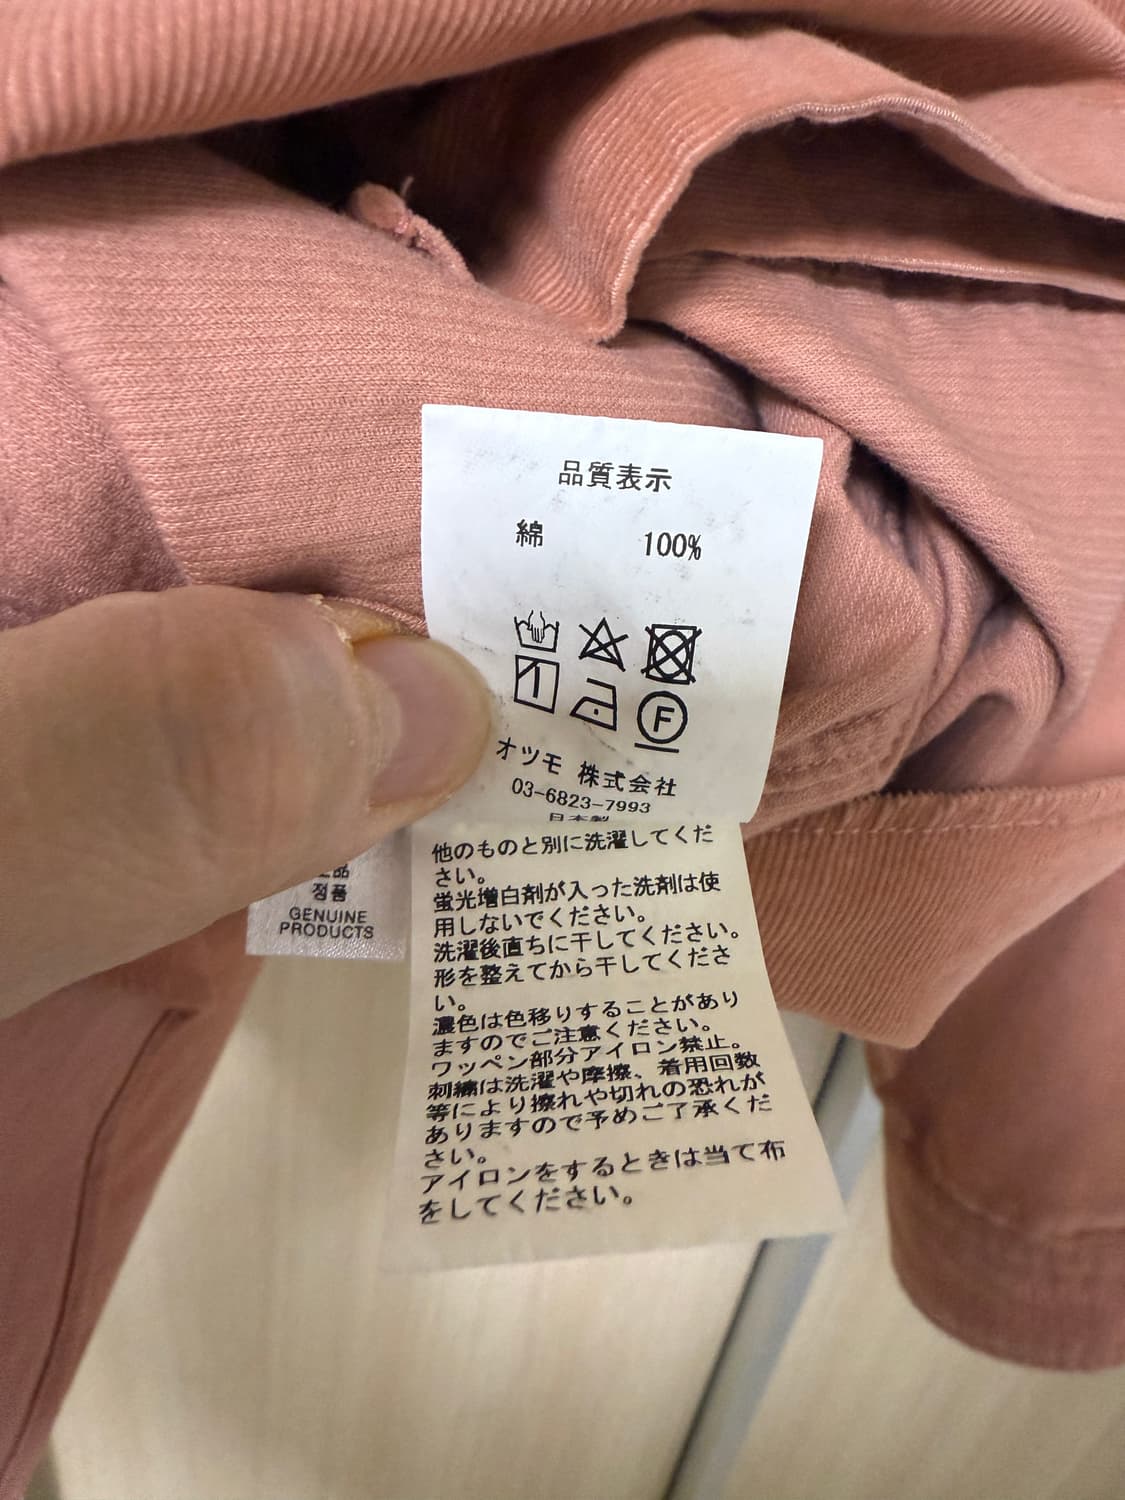 品質表示
綿 100%
F
オツモ 株式会社
03-6823-7993
日本製
他のものと別に洗濯してくだ
さい。
蛍光増白剤が入った洗剤は使
用しないでください。
洗濯後直ちに干してください。
形を整えてから干してくださ
い。
濃色は色移りすることがあり
ますのでご注意ください。
ワッペン部分アイロン禁止。
刺繍は洗濯や摩擦、着用回数
等により擦れや切れの恐れが
ありますので予めご了承くだ
さい。
アイロンをするときは当て布
をしてください。
正品
정품
GENUINE
PRODUCTS